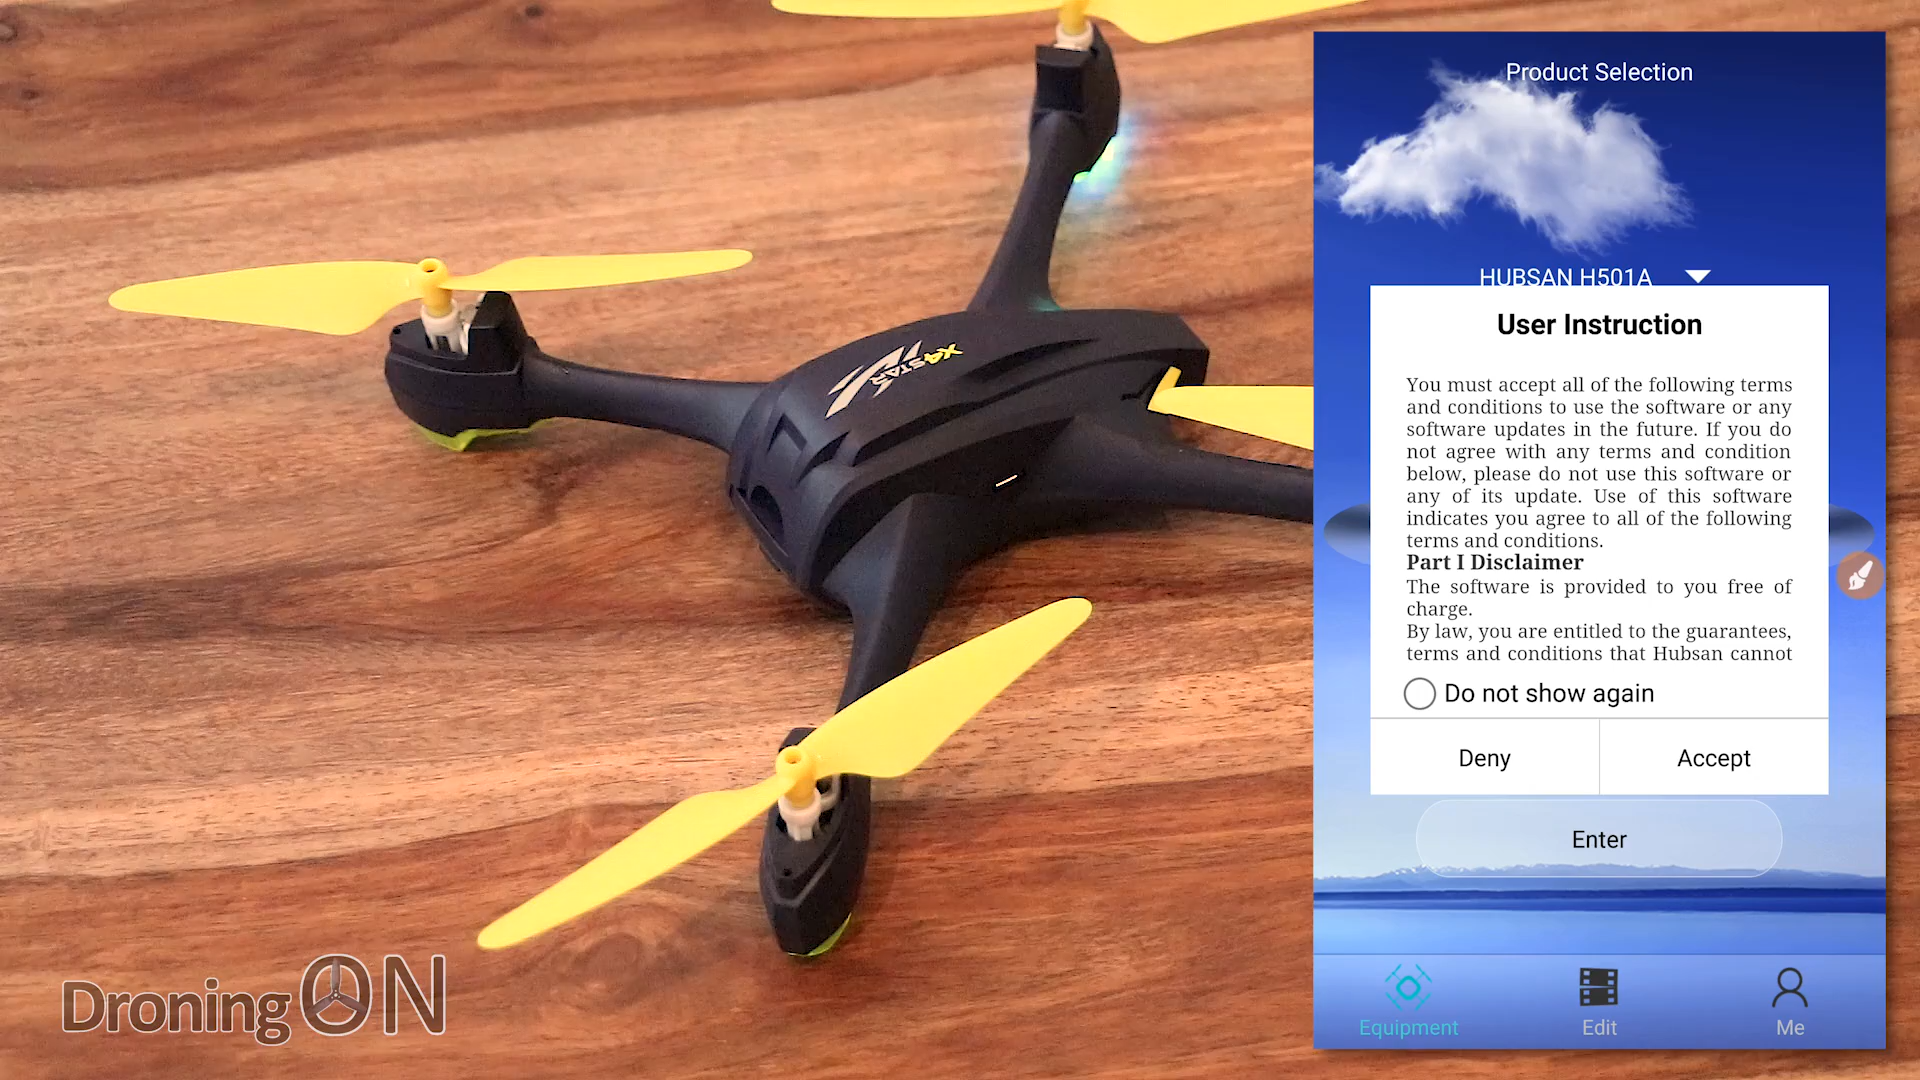 X4 STAR
DroningON
Product Selection
HUBSAN H501A
User Instruction
You must accept all of the following terms
and conditions to use the software or any
software updates in the future. If you do
not agree with any terms and condition
below, please do not use this software or
any of its update. Use of this software
indicates you agree to all of the following
terms and conditions.
Part I Disclaimer
The software is provided to you free of
charge.
By law, you are entitled to the guarantees,
terms and conditions that Hubsan cannot
Do not show again
Deny
Accept
Enter
Equipment
Edit
Me